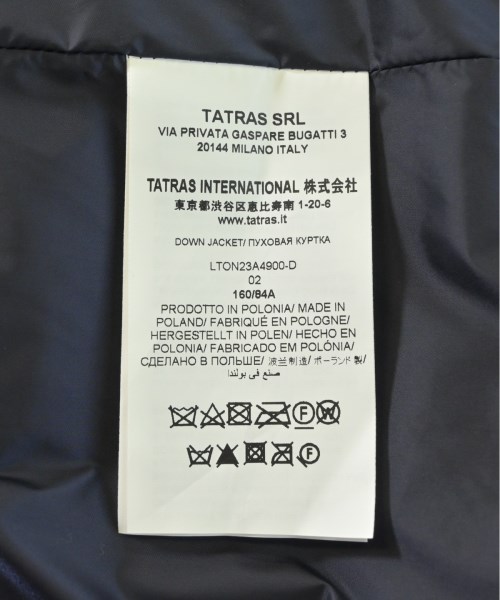 TATRAS SRL
VIA PRIVATA GASPARE BUGATTI 3
20144 MILANO ITALY
TATRAS INTERNATIONAL 株式会社
東京都渋谷区恵比寿南 1-20-6
www.tatras.it
DOWN JACKET/ ПУХОВАЯ КУРТКА
LTON23A4900-D
02
160/84A
PRODOTTO IN POLONIA/ MADE IN
POLAND/ FABRIQUÉ EN POLOGNE/
HERGESTELLT IN POLEN/ HECHO EN
POLONIA/ FABRICADO EM POLÓNIA/
СДЕЛАНО В ПОЛЬШЕ/ 波兰制造/ ポーランド製/
صنع في بولندا
F W
F